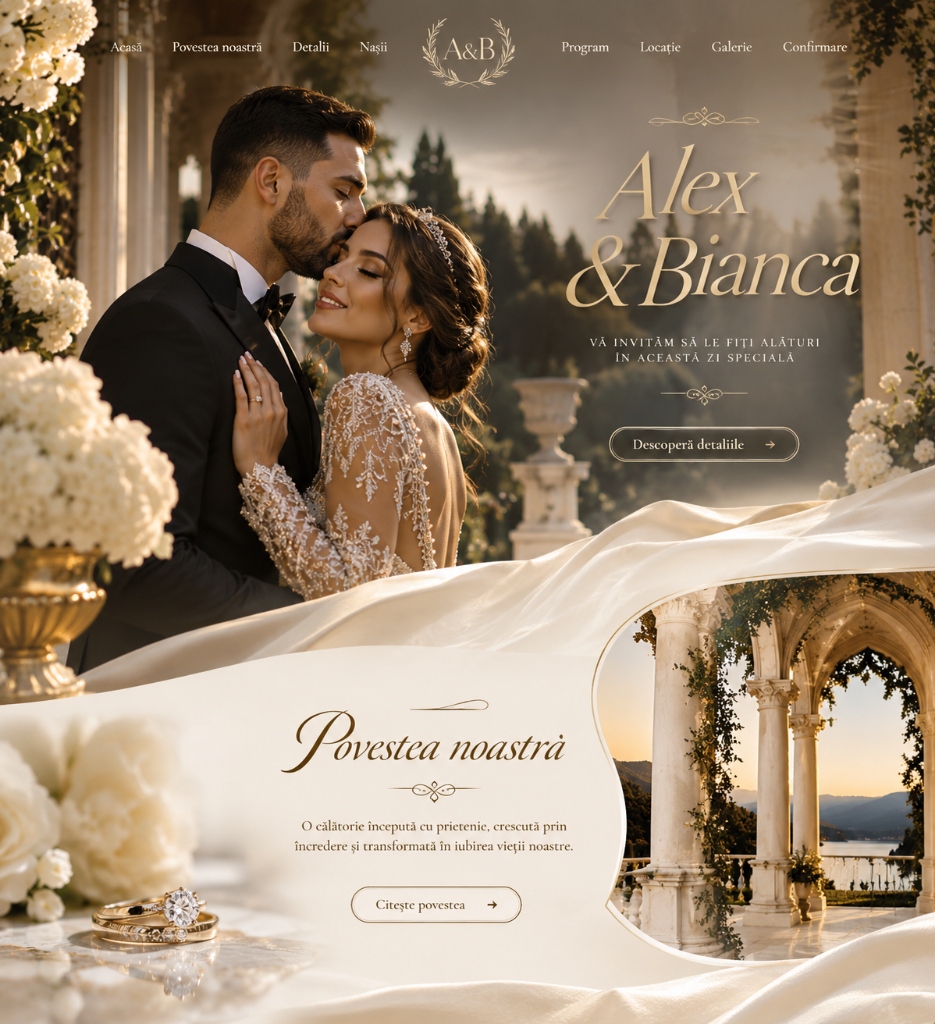 Acasă
Povestea noastră
Detalii
Nașii
A&B
Program
Locație
Galerie
Confirmare
Alex
& Bianca
VĂ INVITĂM SĂ LE FIȚI ALĂTURI
ÎN ACEASTĂ ZI SPECIALĂ
Descoperă detaliile →
Povestea noastră
O călătorie începută cu prietenie, crescută prin
încredere și transformată în iubirea vieții noastre.
Citește povestea →